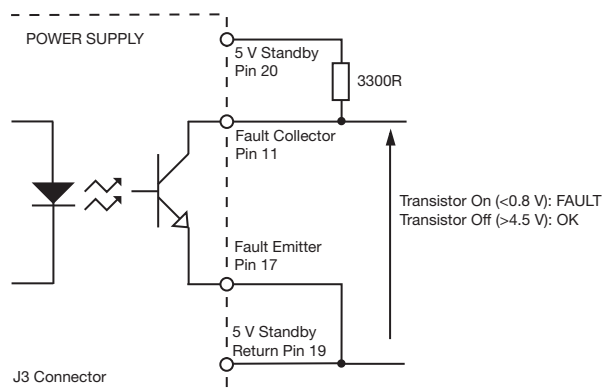 POWER SUPPLY
5 V Standby
Pin 20
3300R
Fault Collector
Pin 11
Transistor On (<0.8 V): FAULT
Transistor Off (>4.5 V): OK
Fault Emitter
Pin 17
5 V Standby
Return Pin 19
J3 Connector